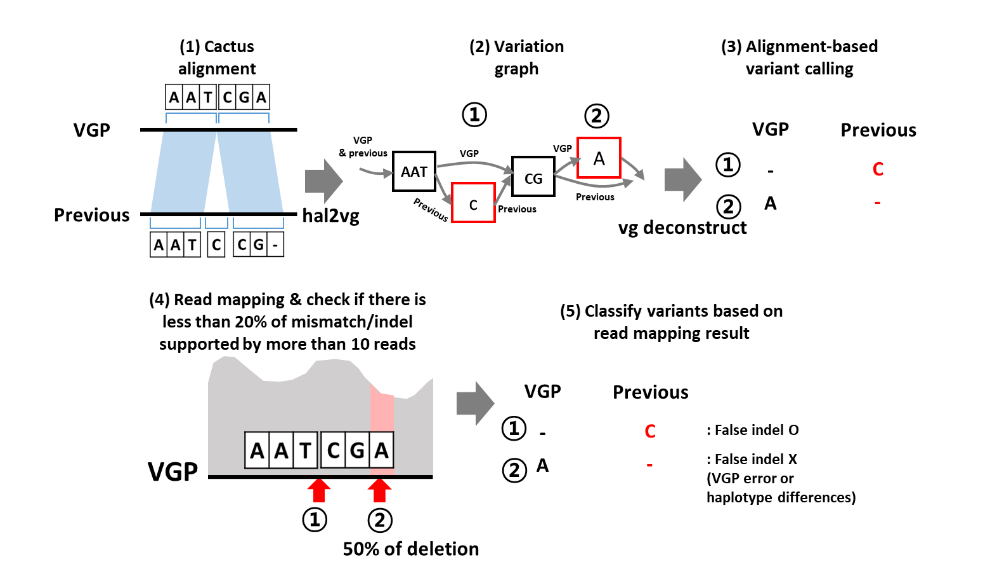 (1) Cactus
alignment
A A T C G A
VGP
Previous
A A T C C G -
hal2vg
(2) Variation
graph
① ②
VGP
& previous
AAT
VGP
C
Previous
Previous
CG
VGP
A
Previous
vg deconstruct
(3) Alignment-based
variant calling
VGP Previous
① - C
② A -
(4) Read mapping & check if there is
less than 20% of mismatch/indel
supported by more than 10 reads
A A T C G A
VGP
① ②
50% of deletion
(5) Classify variants based on
read mapping result
VGP Previous
① - C : False indel O
② A - : False indel X
(VGP error or
haplotype differences)